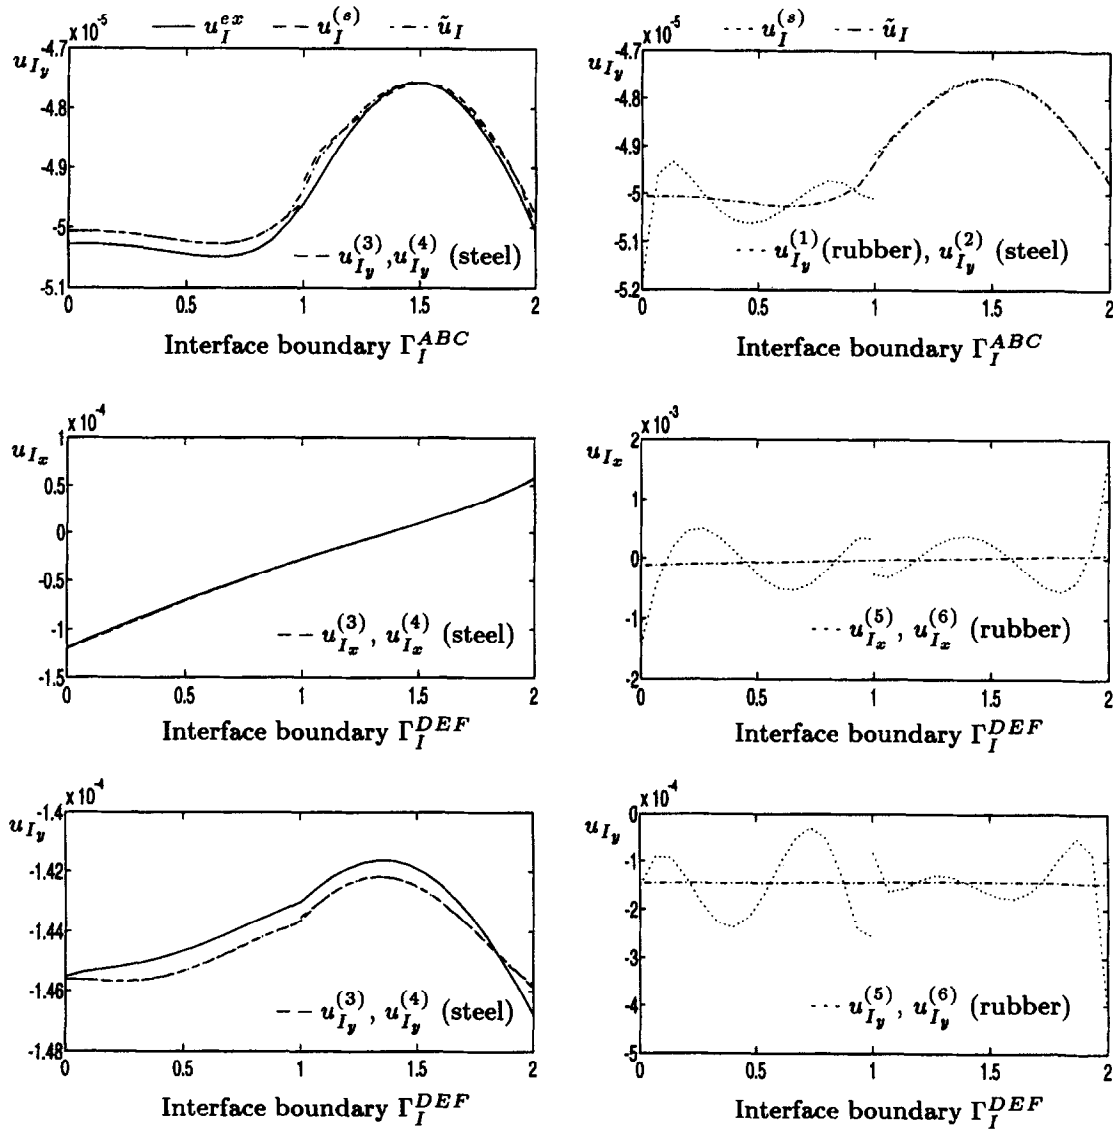 u_I^{ex} u_I^{(s)} ũ_I
x 10^-5
u_{I_y}
-4.7
-4.8
-4.9
-5
-5.1
0 0.5 1 1.5 2
u_{I_y}^{(3)}, u_{I_y}^{(4)} (steel)
Interface boundary Γ_I^{ABC}
u_I^{(s)} ũ_I
x 10^-5
u_{I_y}
-4.7
-4.8
-4.9
-5
-5.1
-5.2
0 0.5 1 1.5 2
u_{I_y}^{(1)}(rubber), u_{I_y}^{(2)} (steel)
Interface boundary Γ_I^{ABC}
x 10^-4
u_{I_x}
1
0.5
0
-0.5
-1
-1.5
0 0.5 1 1.5 2
u_{I_x}^{(3)}, u_{I_x}^{(4)} (steel)
Interface boundary Γ_I^{DEF}
x 10^-3
u_{I_x}
2
1
0
-1
-2
0 0.5 1 1.5 2
u_{I_x}^{(5)}, u_{I_x}^{(6)} (rubber)
Interface boundary Γ_I^{DEF}
x 10^-4
u_{I_y}
-1.4
-1.42
-1.44
-1.46
-1.48
0 0.5 1 1.5 2
u_{I_y}^{(3)}, u_{I_y}^{(4)} (steel)
Interface boundary Γ_I^{DEF}
x 10^-4
u_{I_y}
0
-1
-2
-3
-4
-5
0 0.5 1 1.5 2
u_{I_y}^{(5)}, u_{I_y}^{(6)} (rubber)
Interface boundary Γ_I^{DEF}